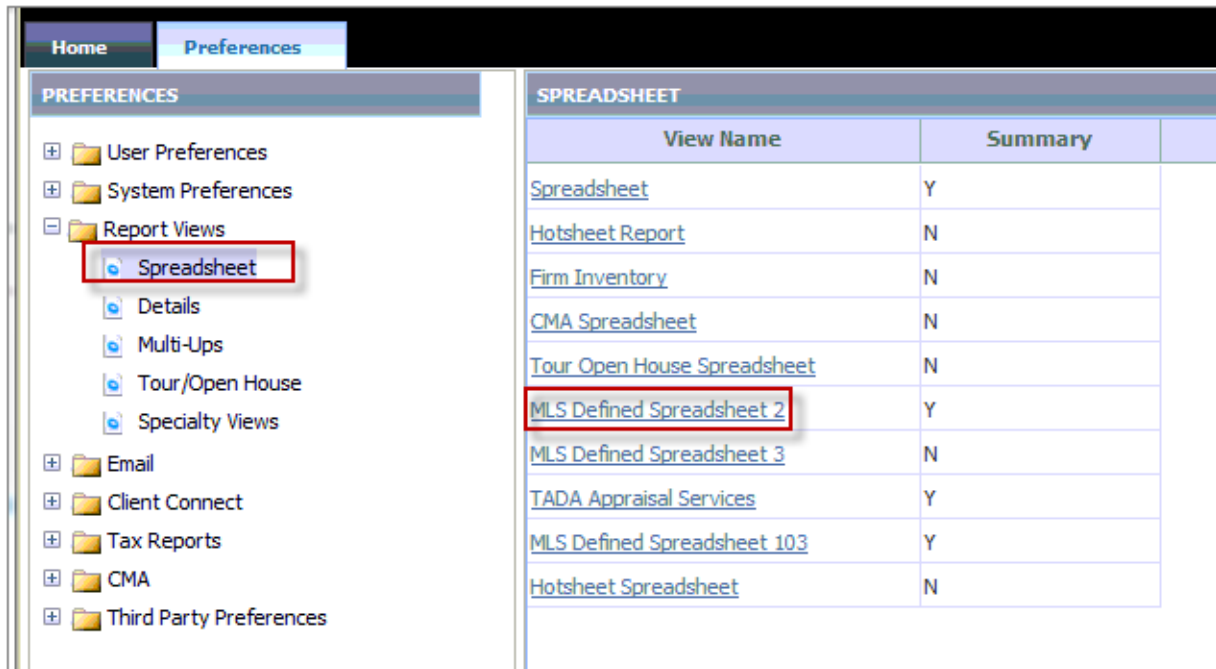 Home Preferences
PREFERENCES
User Preferences
System Preferences
Report Views
Spreadsheet
Details
Multi-Ups
Tour/Open House
Specialty Views
Email
Client Connect
Tax Reports
CMA
Third Party Preferences
SPREADSHEET
View Name Summary
Spreadsheet Y
Hotsheet Report N
Firm Inventory N
CMA Spreadsheet N
Tour Open House Spreadsheet N
MLS Defined Spreadsheet 2 Y
MLS Defined Spreadsheet 3 N
TADA Appraisal Services Y
MLS Defined Spreadsheet 103 Y
Hotsheet Spreadsheet N